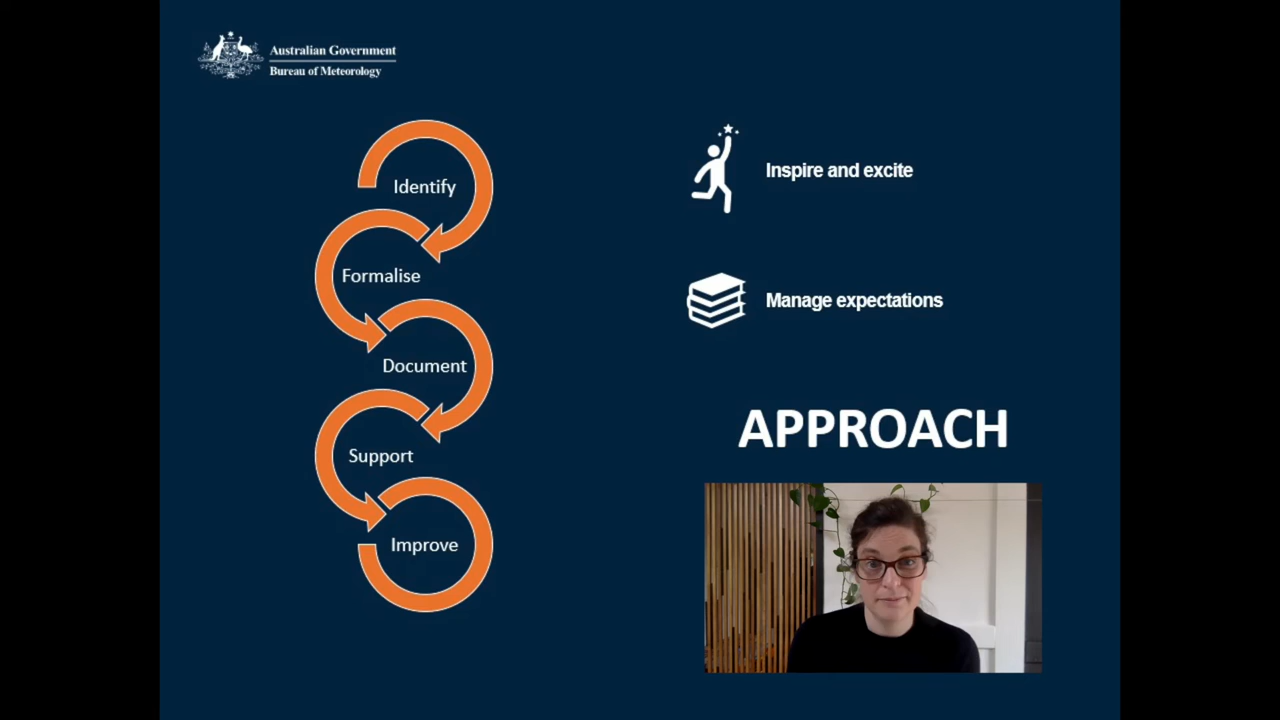 Australian Government
Bureau of Meteorology
Identify
Formalise
Document
Support
Improve
Inspire and excite
Manage expectations
APPROACH